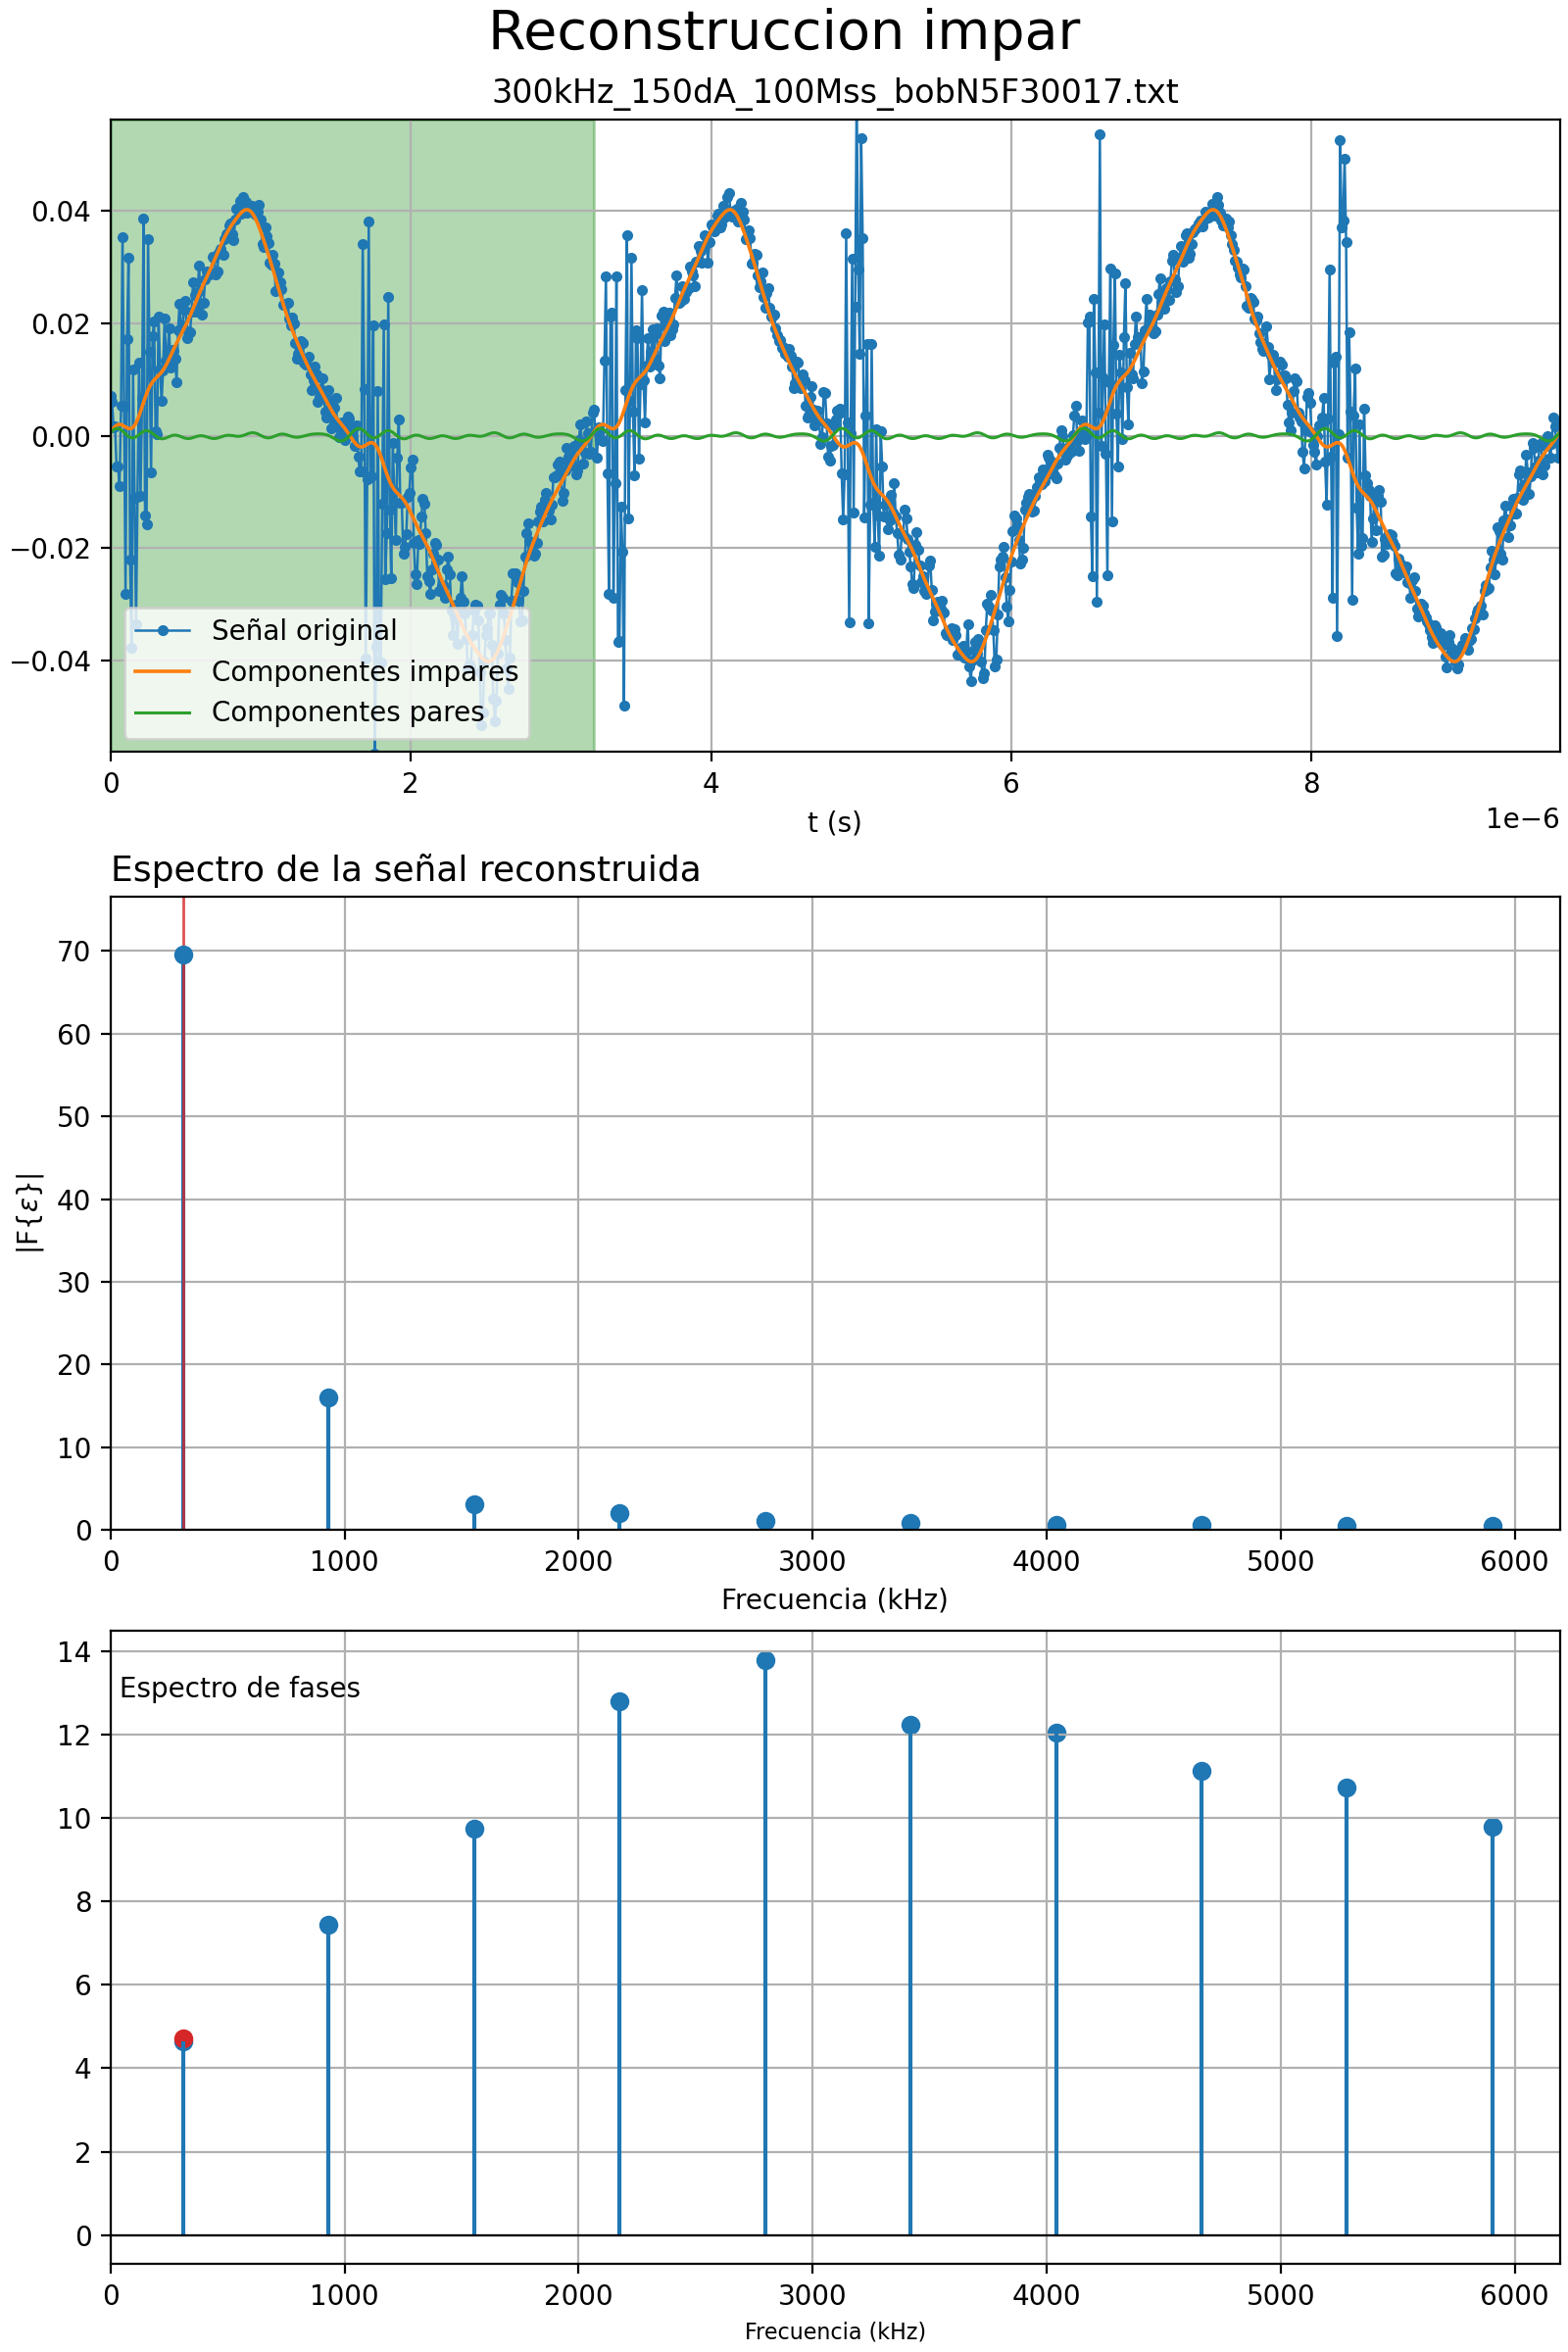 Reconstruccion impar
300kHz_150dA_100Mss_bobN5F30017.txt
0.04
0.02
0.00
−0.02
−0.04
Señal original
Componentes impares
Componentes pares
0 2 4 6 8
t (s)
1e−6
Espectro de la señal reconstruida
70
60
50
40
30
20
10
0
|F{ε}|
0 1000 2000 3000 4000 5000 6000
Frecuencia (kHz)
14
12
10
8
6
4
2
0
Espectro de fases
0 1000 2000 3000 4000 5000 6000
Frecuencia (kHz)